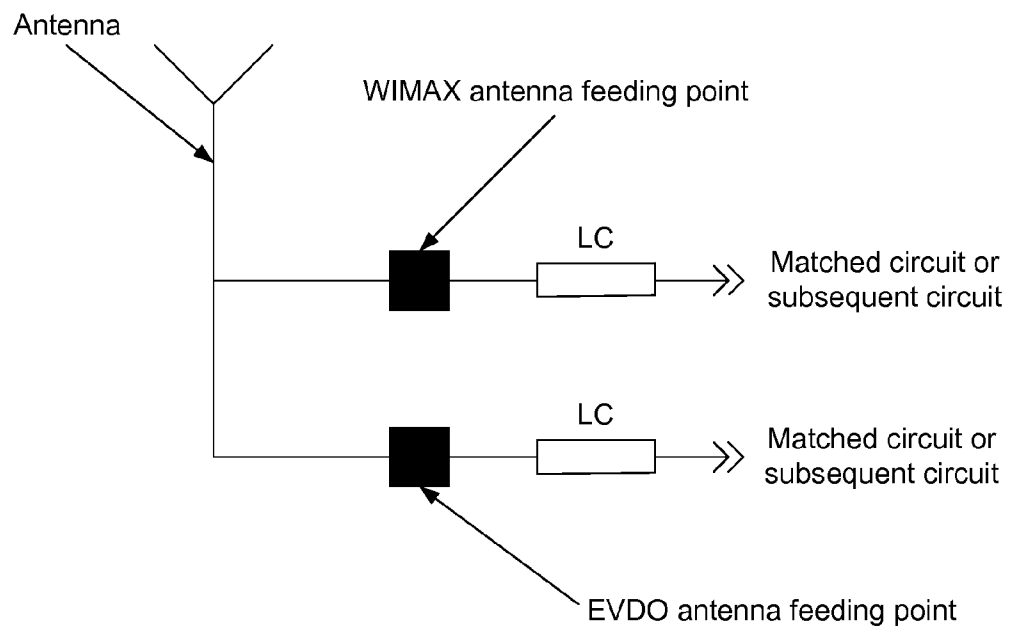 Antenna
WIMAX antenna feeding point
LC
Matched circuit or
subsequent circuit
LC
Matched circuit or
subsequent circuit
EVDO antenna feeding point